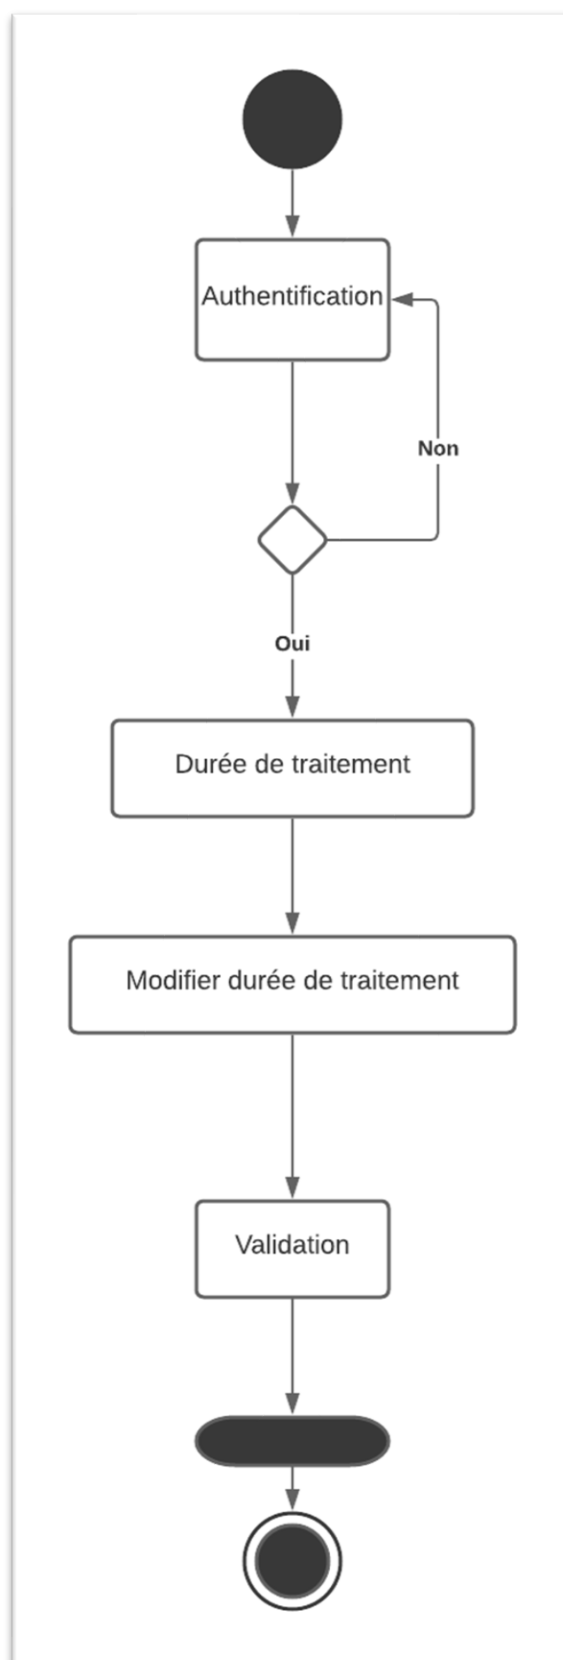 Authentification
Non
Oui
Durée de traitement
Modifier durée de traitement
Validation